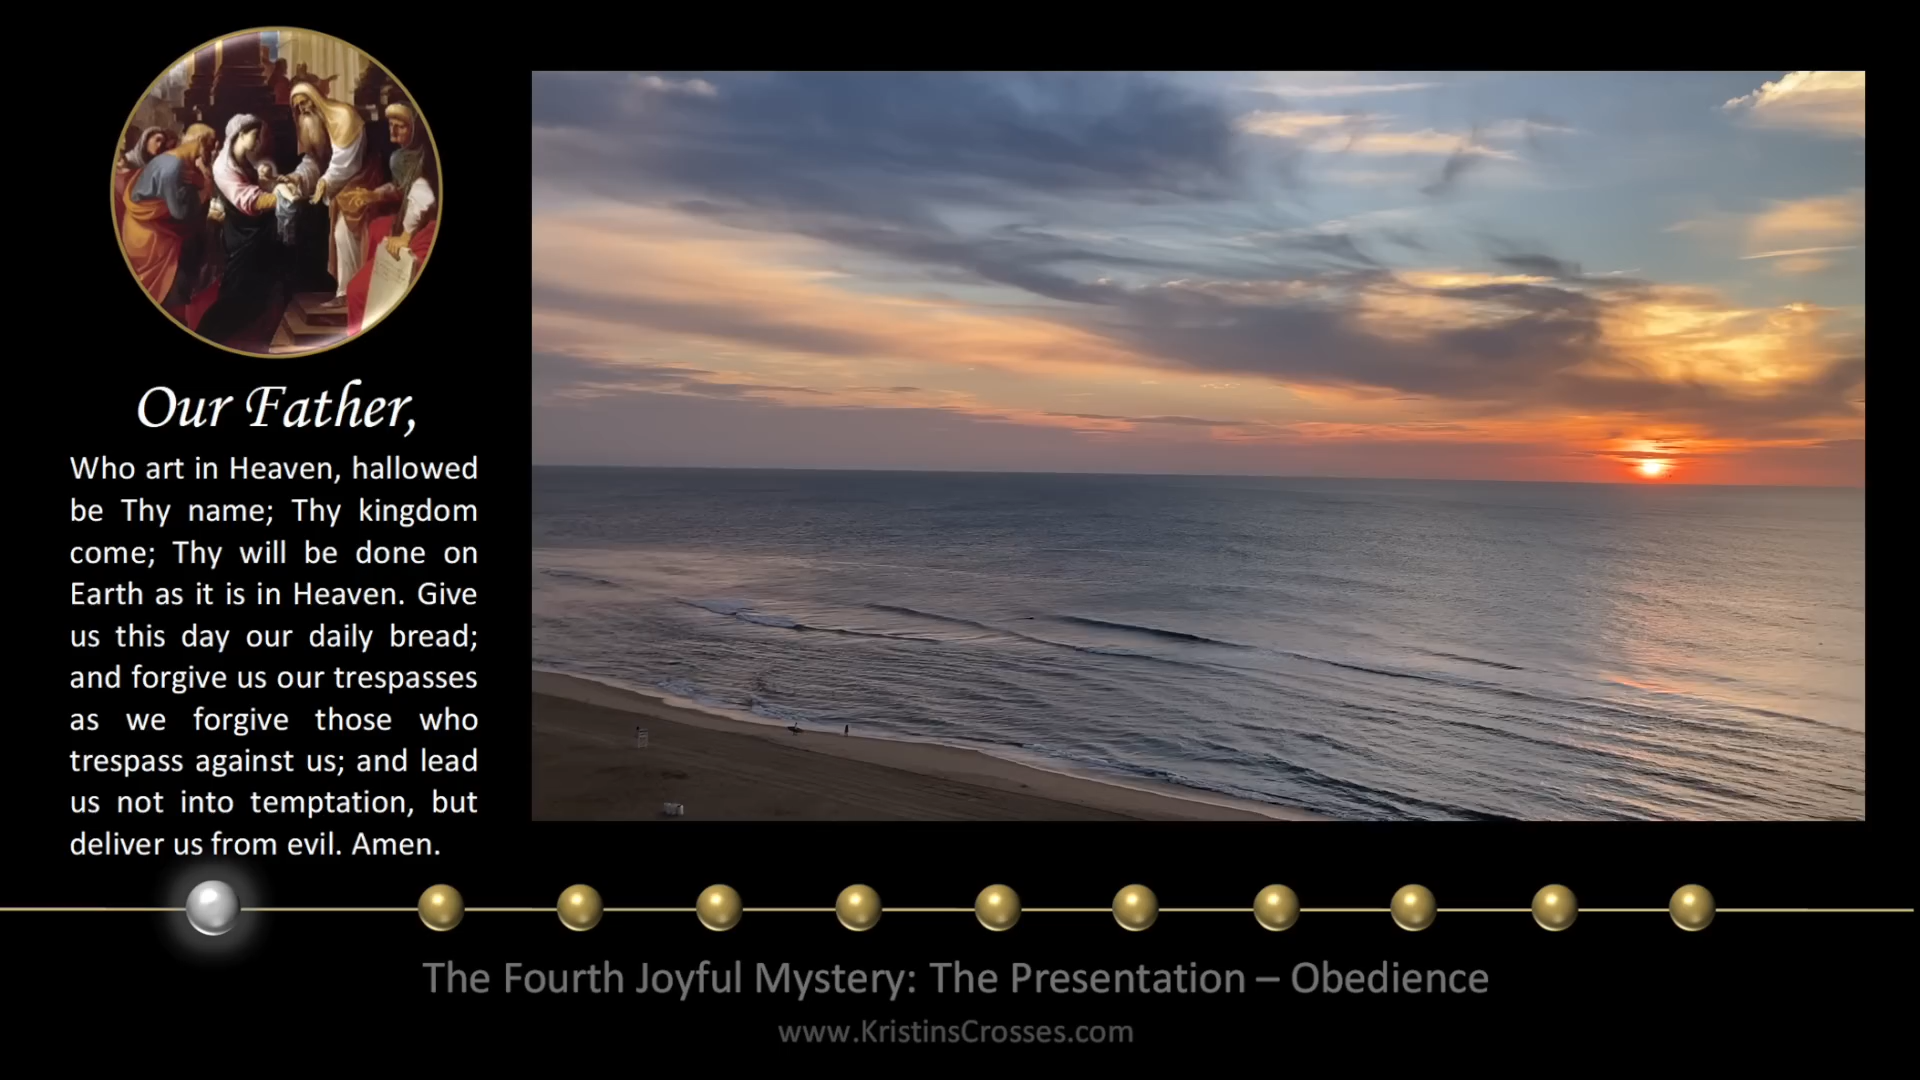 Our Father,
Who art in Heaven, hallowed
be Thy name; Thy kingdom
come; Thy will be done on
Earth as it is in Heaven. Give
us this day our daily bread;
and forgive us our trespasses
as we forgive those who
trespass against us; and lead
us not into temptation, but
deliver us from evil. Amen.
The Fourth Joyful Mystery: The Presentation – Obedience
www.KristinsCrosses.com